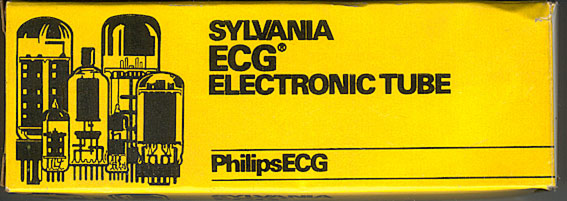 SYLVANIA
ECG®
ELECTRONIC TUBE
PhilipsECG